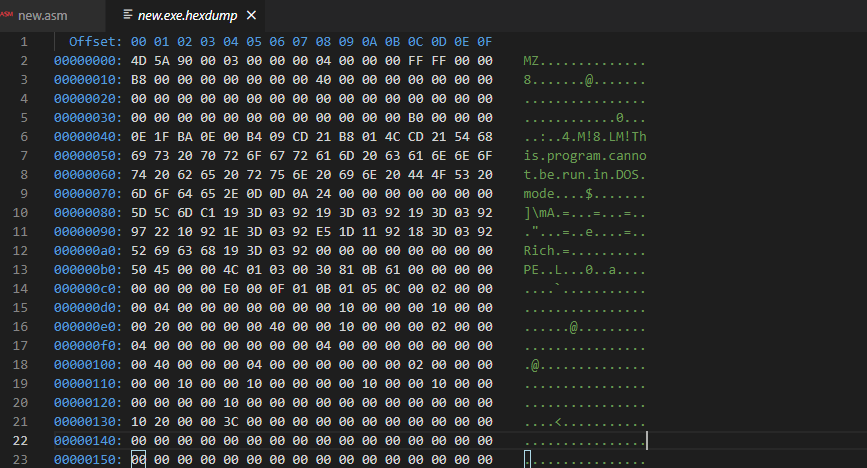 ASM new.asm new.exe.hexdump ×
1 Offset: 00 01 02 03 04 05 06 07 08 09 0A 0B 0C 0D 0E 0F
2 00000000: 4D 5A 90 00 03 00 00 00 04 00 00 00 FF FF 00 00 MZ..............
3 00000010: B8 00 00 00 00 00 00 00 40 00 00 00 00 00 00 00 8.......@.......
4 00000020: 00 00 00 00 00 00 00 00 00 00 00 00 00 00 00 00 ................
5 00000030: 00 00 00 00 00 00 00 00 00 00 00 00 B0 00 00 00 ............0...
6 00000040: 0E 1F BA 0E 00 B4 09 CD 21 B8 01 4C CD 21 54 68 ..:..4.M!8.LM!Th
7 00000050: 69 73 20 70 72 6F 67 72 61 6D 20 63 61 6E 6E 6F is.program.canno
8 00000060: 74 20 62 65 20 72 75 6E 20 69 6E 20 44 4F 53 20 t.be.run.in.DOS.
9 00000070: 6D 6F 64 65 2E 0D 0D 0A 24 00 00 00 00 00 00 00 mode....$.......
10 00000080: 5D 5C 6D C1 19 3D 03 92 19 3D 03 92 19 3D 03 92 ]\mA.=...=...=..
11 00000090: 97 22 10 92 1E 3D 03 92 E5 1D 11 92 18 3D 03 92 ."...=..e....=..
12 000000a0: 52 69 63 68 19 3D 03 92 00 00 00 00 00 00 00 00 Rich.=..........
13 000000b0: 50 45 00 00 4C 01 03 00 30 81 0B 61 00 00 00 00 PE..L...0..a....
14 000000c0: 00 00 00 00 E0 00 0F 01 0B 01 05 0C 00 02 00 00 ....`...........
15 000000d0: 00 04 00 00 00 00 00 00 00 10 00 00 00 10 00 00 ................
16 000000e0: 00 20 00 00 00 00 40 00 00 10 00 00 00 02 00 00 ......@.........
17 000000f0: 04 00 00 00 00 00 00 00 04 00 00 00 00 00 00 00 ................
18 00000100: 00 40 00 00 00 04 00 00 00 00 00 00 02 00 00 00 .@..............
19 00000110: 00 00 10 00 00 10 00 00 00 00 10 00 00 10 00 00 ................
20 00000120: 00 00 00 00 10 00 00 00 00 00 00 00 00 00 00 00 ................
21 00000130: 10 20 00 00 3C 00 00 00 00 00 00 00 00 00 00 00 ....<...........
22 00000140: 00 00 00 00 00 00 00 00 00 00 00 00 00 00 00 00 ................
23 00000150: 00 00 00 00 00 00 00 00 00 00 00 00 00 00 00 00 ................